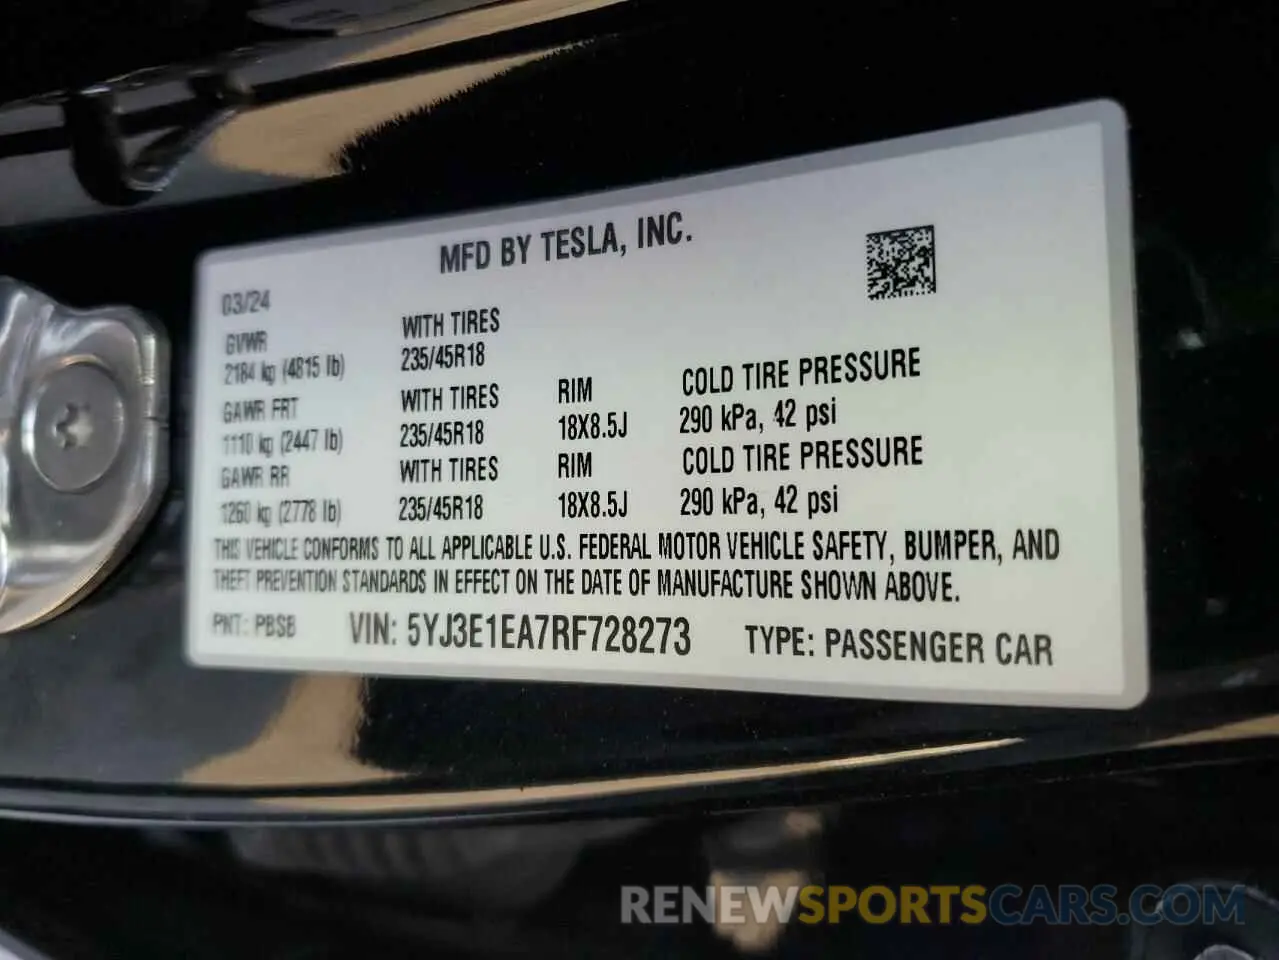 MFD BY TESLA, INC.
03/24
GVWR WITH TIRES
2184 kg (4815 lb) 235/45R18
GAWR FRT WITH TIRES RIM COLD TIRE PRESSURE
1110 kg (2447 lb) 235/45R18 18X8.5J 290 kPa, 42 psi
GAWR RR WITH TIRES RIM COLD TIRE PRESSURE
1260 kg (2778 lb) 235/45R18 18X8.5J 290 kPa, 42 psi
THIS VEHICLE CONFORMS TO ALL APPLICABLE U.S. FEDERAL MOTOR VEHICLE SAFETY, BUMPER, AND
THEFT PREVENTION STANDARDS IN EFFECT ON THE DATE OF MANUFACTURE SHOWN ABOVE.
PNT: PBSB VIN: 5YJ3E1EA7RF728273 TYPE: PASSENGER CAR
RENEWSPORTSCARS.COM